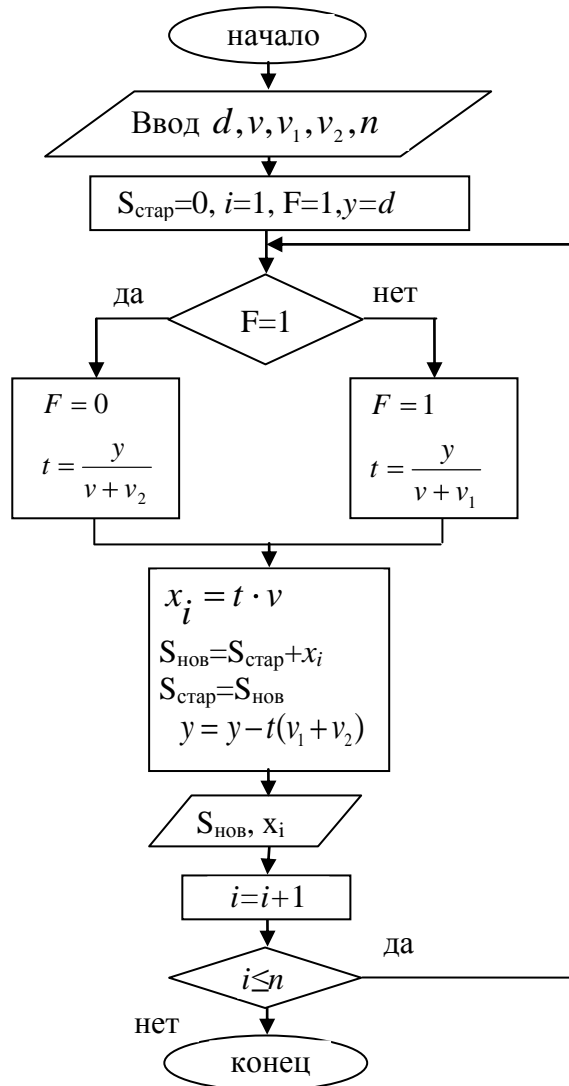 начало
Ввод d, v, v₁, v₂, n
Sстар=0, i=1, F=1,y=d
да
нет
F=1
F = 0
t = y / (v + v₂)
F = 1
t = y / (v + v₁)
xᵢ = t · v
Sнов=Sстар+xᵢ
Sстар=Sнов
y = y − t(v₁ + v₂)
Sнов, xᵢ
i=i+1
да
i≤n
нет
конец